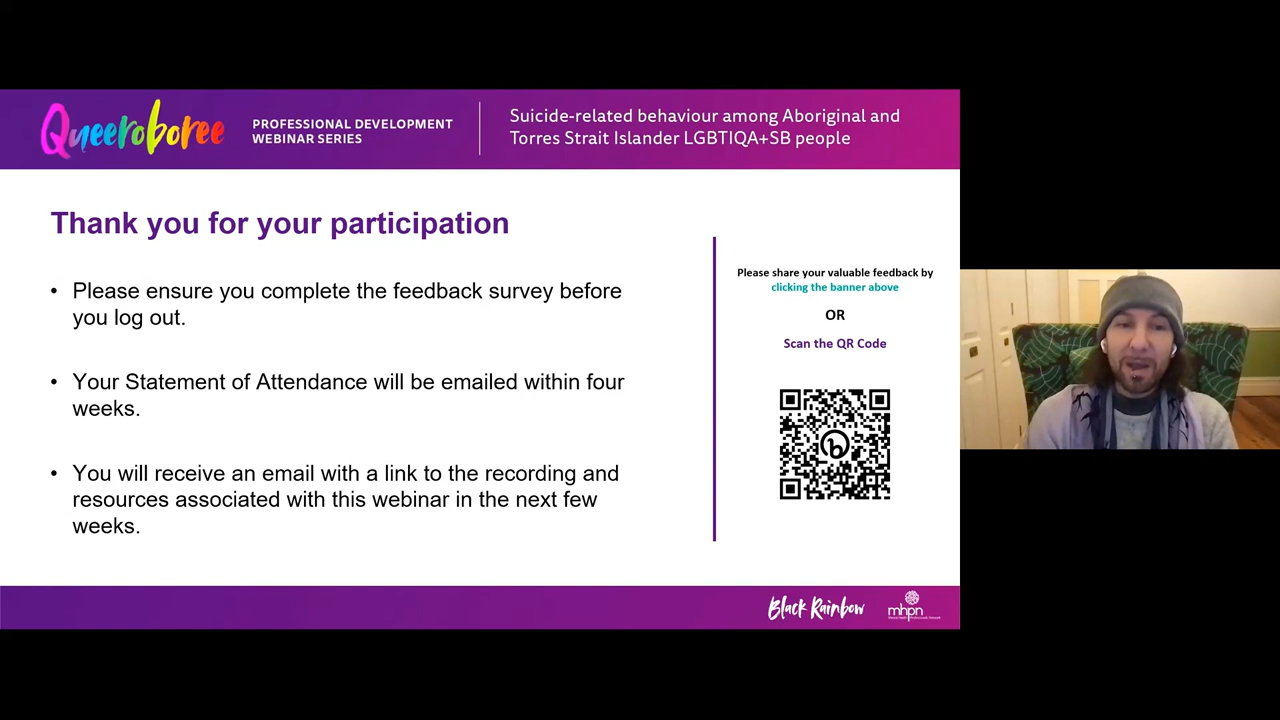 Queeroboree
PROFESSIONAL DEVELOPMENT
WEBINAR SERIES
Suicide-related behaviour among Aboriginal and
Torres Strait Islander LGBTIQA+SB people
Thank you for your participation
• Please ensure you complete the feedback survey before
you log out.
• Your Statement of Attendance will be emailed within four
weeks.
• You will receive an email with a link to the recording and
resources associated with this webinar in the next few
weeks.
Please share your valuable feedback by
clicking the banner above
OR
Scan the QR Code
b
Black Rainbow
mhpn
Mental Health Professionals' Network